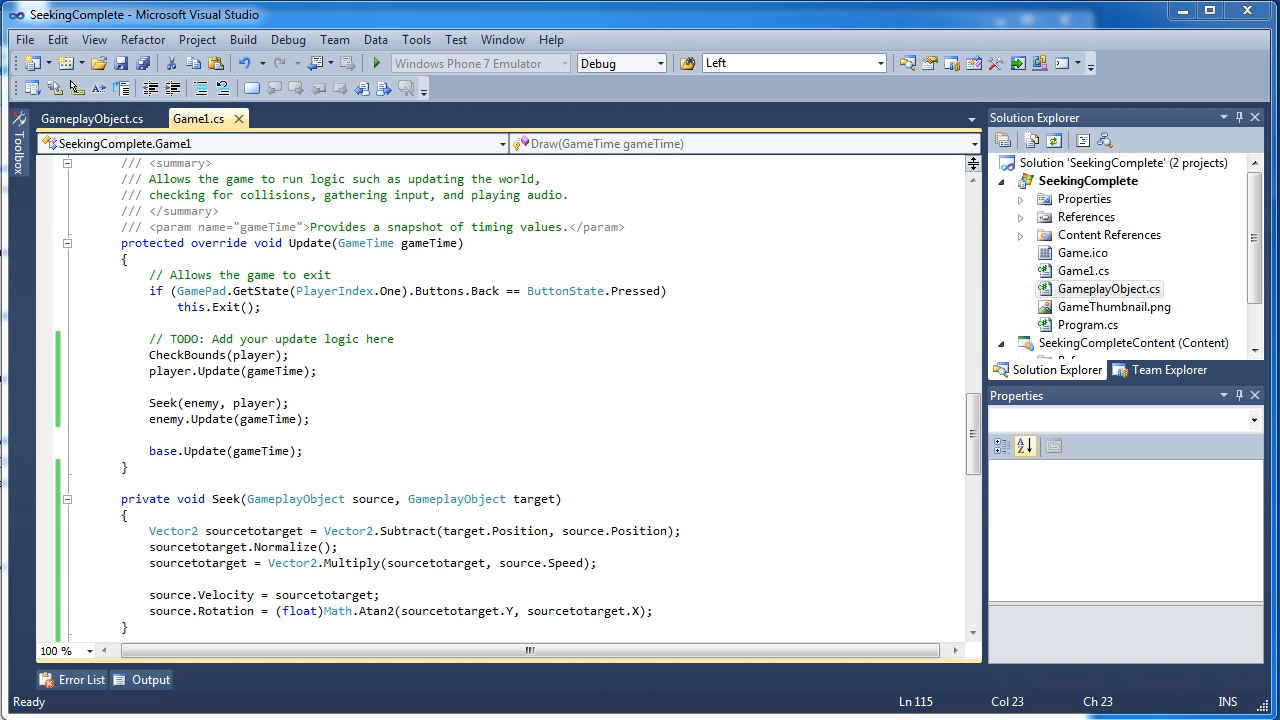 SeekingComplete - Microsoft Visual Studio
File Edit View Refactor Project Build Debug Team Data Tools Test Window Help
Windows Phone 7 Emulator Debug Left
GameplayObject.cs Game1.cs
SeekingComplete.Game1 Draw(GameTime gameTime)
Toolbox
/// <summary>
/// Allows the game to run logic such as updating the world,
/// checking for collisions, gathering input, and playing audio.
/// </summary>
/// <param name="gameTime">Provides a snapshot of timing values.</param>
protected override void Update(GameTime gameTime)
{
// Allows the game to exit
if (GamePad.GetState(PlayerIndex.One).Buttons.Back == ButtonState.Pressed)
this.Exit();
// TODO: Add your update logic here
CheckBounds(player);
player.Update(gameTime);
Seek(enemy, player);
enemy.Update(gameTime);
base.Update(gameTime);
}
private void Seek(GameplayObject source, GameplayObject target)
{
Vector2 sourcetotarget = Vector2.Subtract(target.Position, source.Position);
sourcetotarget.Normalize();
sourcetotarget = Vector2.Multiply(sourcetotarget, source.Speed);
source.Velocity = sourcetotarget;
source.Rotation = (float)Math.Atan2(sourcetotarget.Y, sourcetotarget.X);
}
100 %
Solution Explorer
Solution 'SeekingComplete' (2 projects)
SeekingComplete
Properties
References
Content References
Game.ico
Game1.cs
GameplayObject.cs
GameThumbnail.png
Program.cs
SeekingCompleteContent (Content)
Solution Explorer Team Explorer
Properties
Error List Output
Ready Ln 115 Col 23 Ch 23 INS